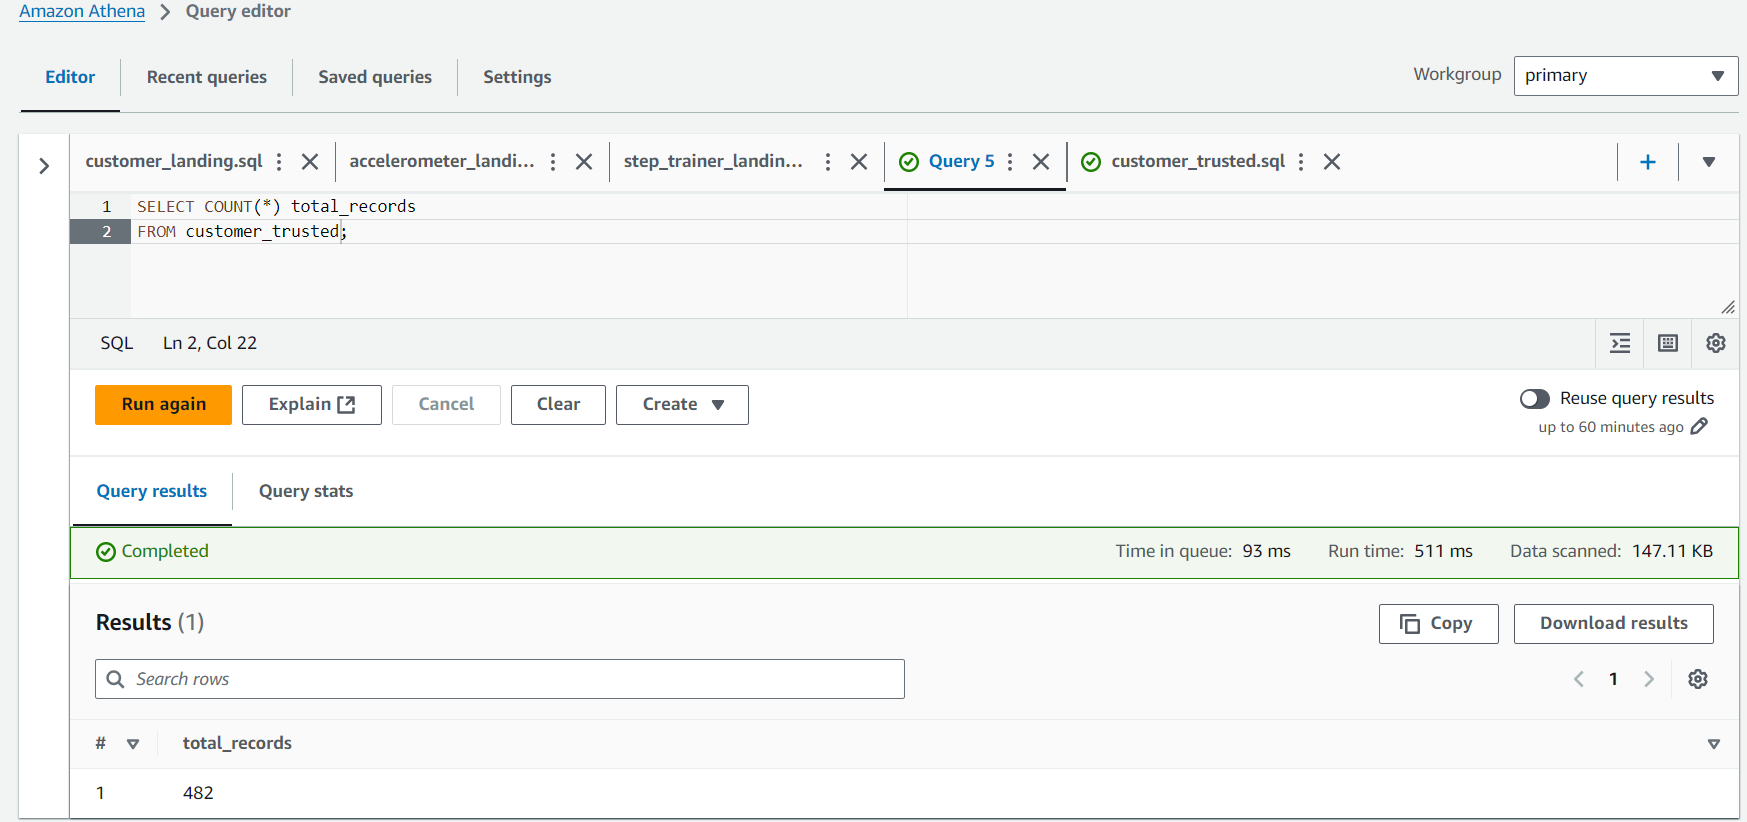 Amazon Athena > Query editor
Editor Recent queries Saved queries Settings Workgroup primary
customer_landing.sql accelerometer_landi... step_trainer_landin... Query 5 customer_trusted.sql +
1 SELECT COUNT(*) total_records
2 FROM customer_trusted;
SQL Ln 2, Col 22
Run again Explain Cancel Clear Create Reuse query results
up to 60 minutes ago
Query results Query stats
Completed Time in queue: 93 ms Run time: 511 ms Data scanned: 147.11 KB
Results (1) Copy Download results
Search rows 1
# total_records
1 482